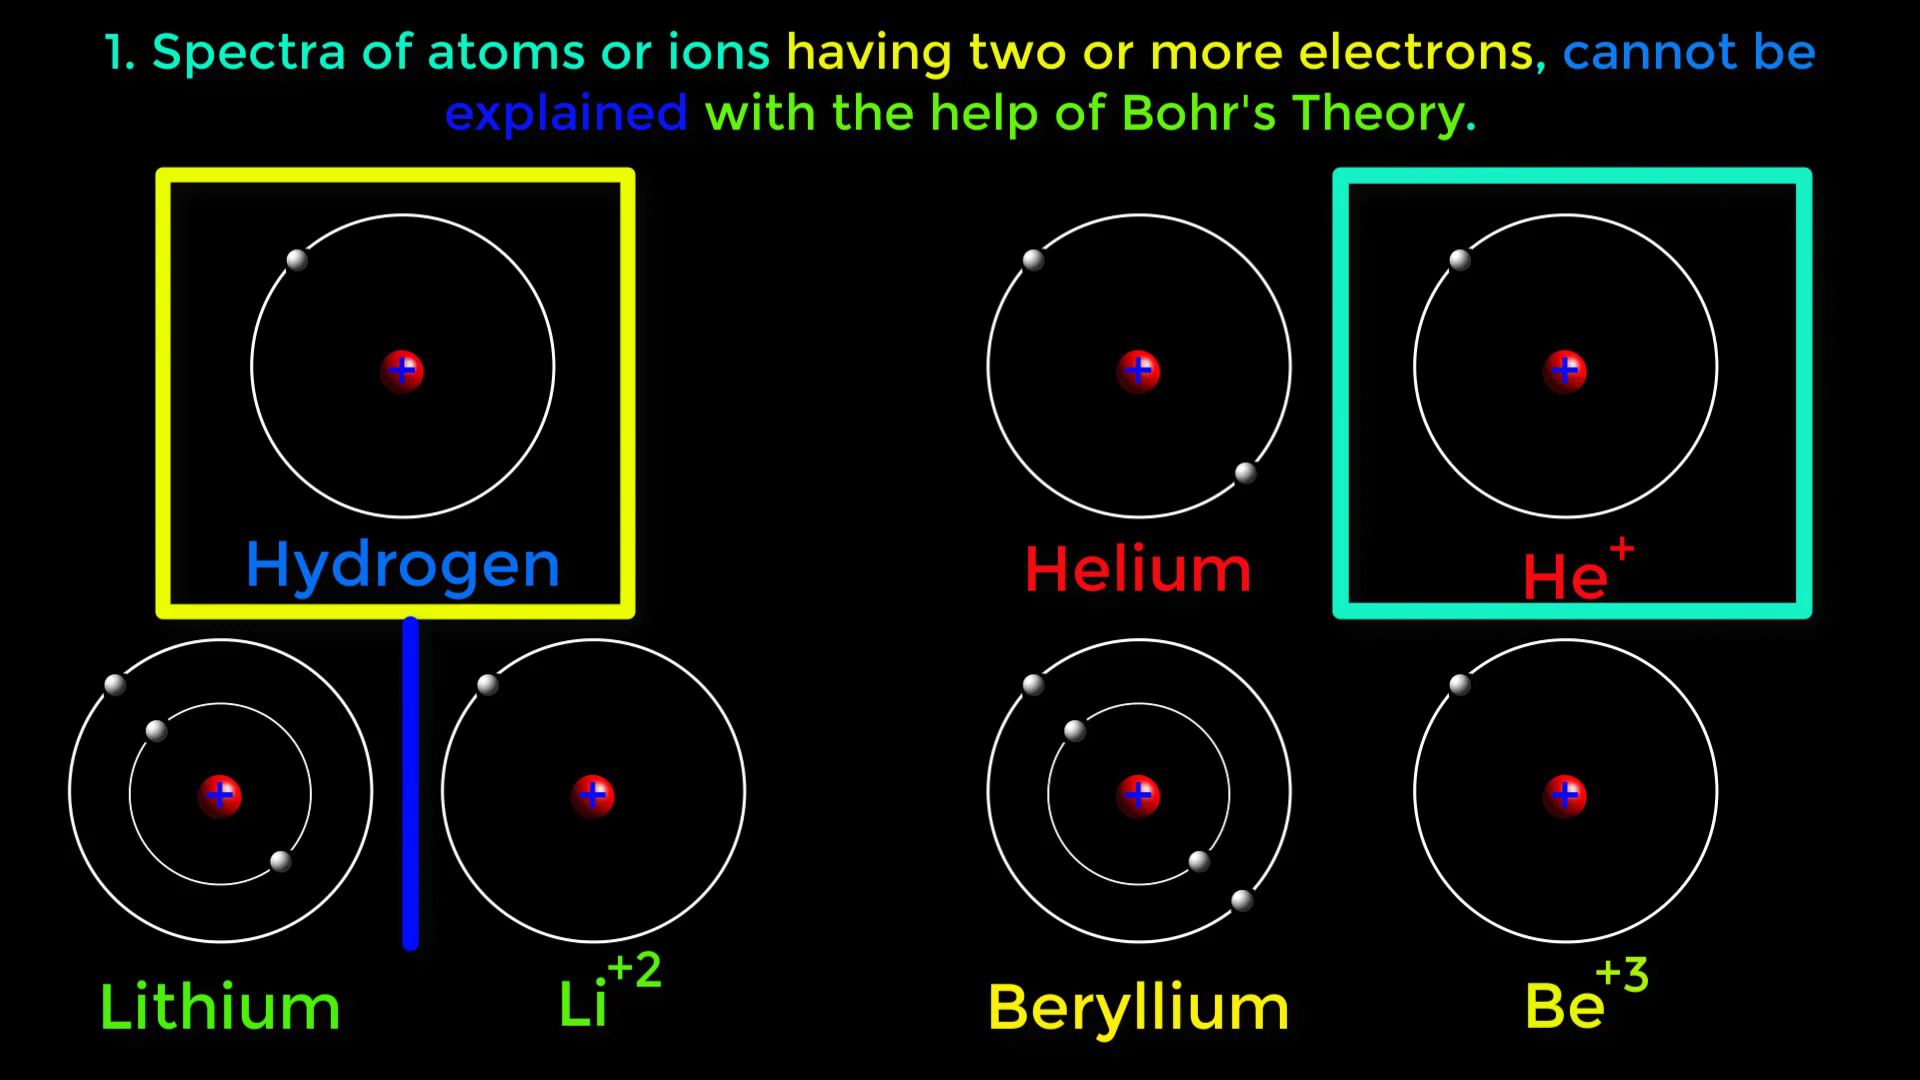 1. Spectra of atoms or ions having two or more electrons, cannot be
explained with the help of Bohr's Theory.
+
+
+
Hydrogen
Helium
He⁺
+
+
+
+
Lithium
Li⁺²
Beryllium
Be⁺³